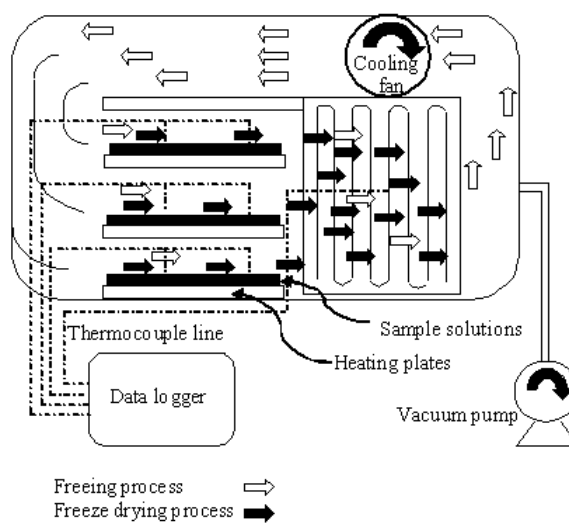 Cooling
fan
Sample solutions
Thermocouple line
Heating plates
Data logger
Vacuum pump
Freeing process
Freeze drying process